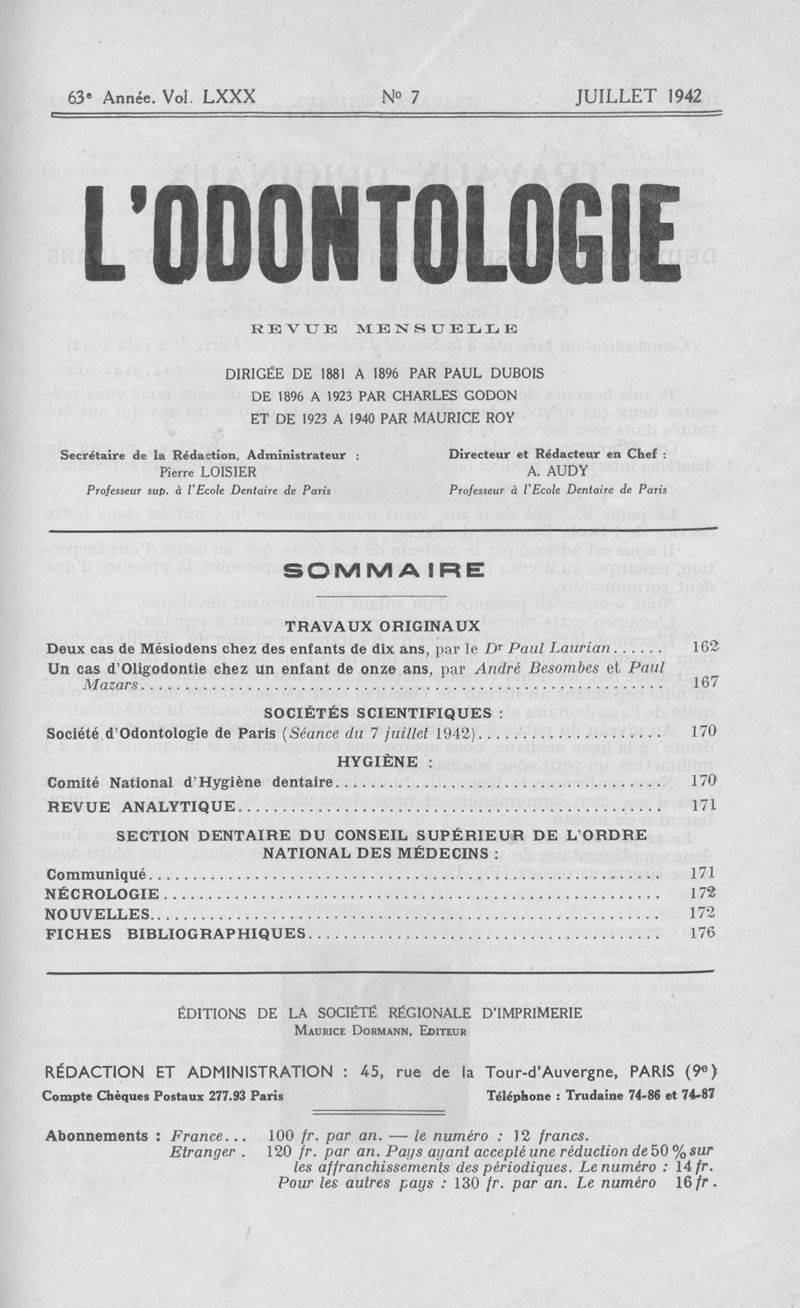 63e Année. Vol. LXXX No 7 JUILLET 1942
L'ODONTOLOGIE
REVUE MENSUELLE
DIRIGÉE DE 1881 A 1896 PAR PAUL DUBOIS
DE 1896 A 1923 PAR CHARLES GODON
ET DE 1923 A 1940 PAR MAURICE ROY
Secrétaire de la Rédaction, Administrateur :
Pierre LOISIER
Professeur sup. à l'Ecole Dentaire de Paris
Directeur et Rédacteur en Chef :
A. AUDY
Professeur à l'Ecole Dentaire de Paris
SOMMAIRE
TRAVAUX ORIGINAUX
Deux cas de Mésiodens chez des enfants de dix ans, par le Dr Paul Laurian...... 162
Un cas d'Oligodontie chez un enfant de onze ans, par André Besombes et Paul
Mazars........................................................... 167
SOCIÉTÉS SCIENTIFIQUES :
Société d'Odontologie de Paris (Séance du 7 juillet 1942)..................... 170
HYGIÈNE :
Comité National d'Hygiène dentaire..................................... 170
REVUE ANALYTIQUE................................................ 171
SECTION DENTAIRE DU CONSEIL SUPÉRIEUR DE L'ORDRE
NATIONAL DES MÉDECINS :
Communiqué.......................................................... 171
NÉCROLOGIE........................................................ 172
NOUVELLES.......................................................... 172
FICHES BIBLIOGRAPHIQUES........................................ 176
ÉDITIONS DE LA SOCIÉTÉ RÉGIONALE D'IMPRIMERIE
MAURICE DORMANN, EDITEUR
RÉDACTION ET ADMINISTRATION : 45, rue de la Tour-d'Auvergne, PARIS (9e)
Compte Chèques Postaux 277.93 Paris Téléphone : Trudaine 74-86 et 74-87
Abonnements : France... 100 fr. par an. — le numéro : 12 francs.
Etranger . 120 fr. par an. Pays ayant accepté une réduction de 50 % sur
les affranchissements des périodiques. Le numéro : 14 fr.
Pour les autres pays : 130 fr. par an. Le numéro 16 fr.